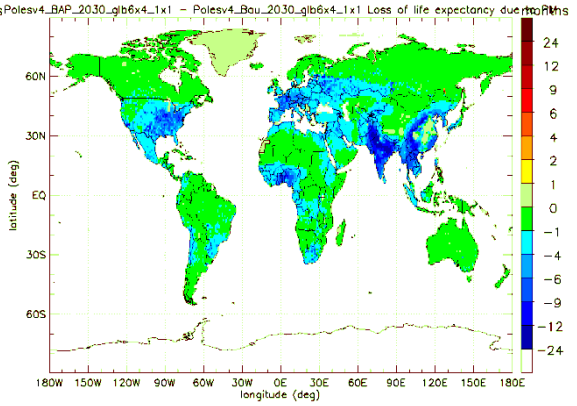 s Polesv4_BAP_2030_glb6x4_1x1 - Polesv4_Bau_2030_glb6x4_1x1 Loss of life expectancy due to PM
months
24
12
9
6
4
2
1
0
-1
-4
-6
-9
-12
-24
60N
30N
EQ
30S
60S
latitude (deg)
180W 150W 120W 90W 60W 30W 0E 30E 60E 90E 120E 150E 180E
longitude (deg)